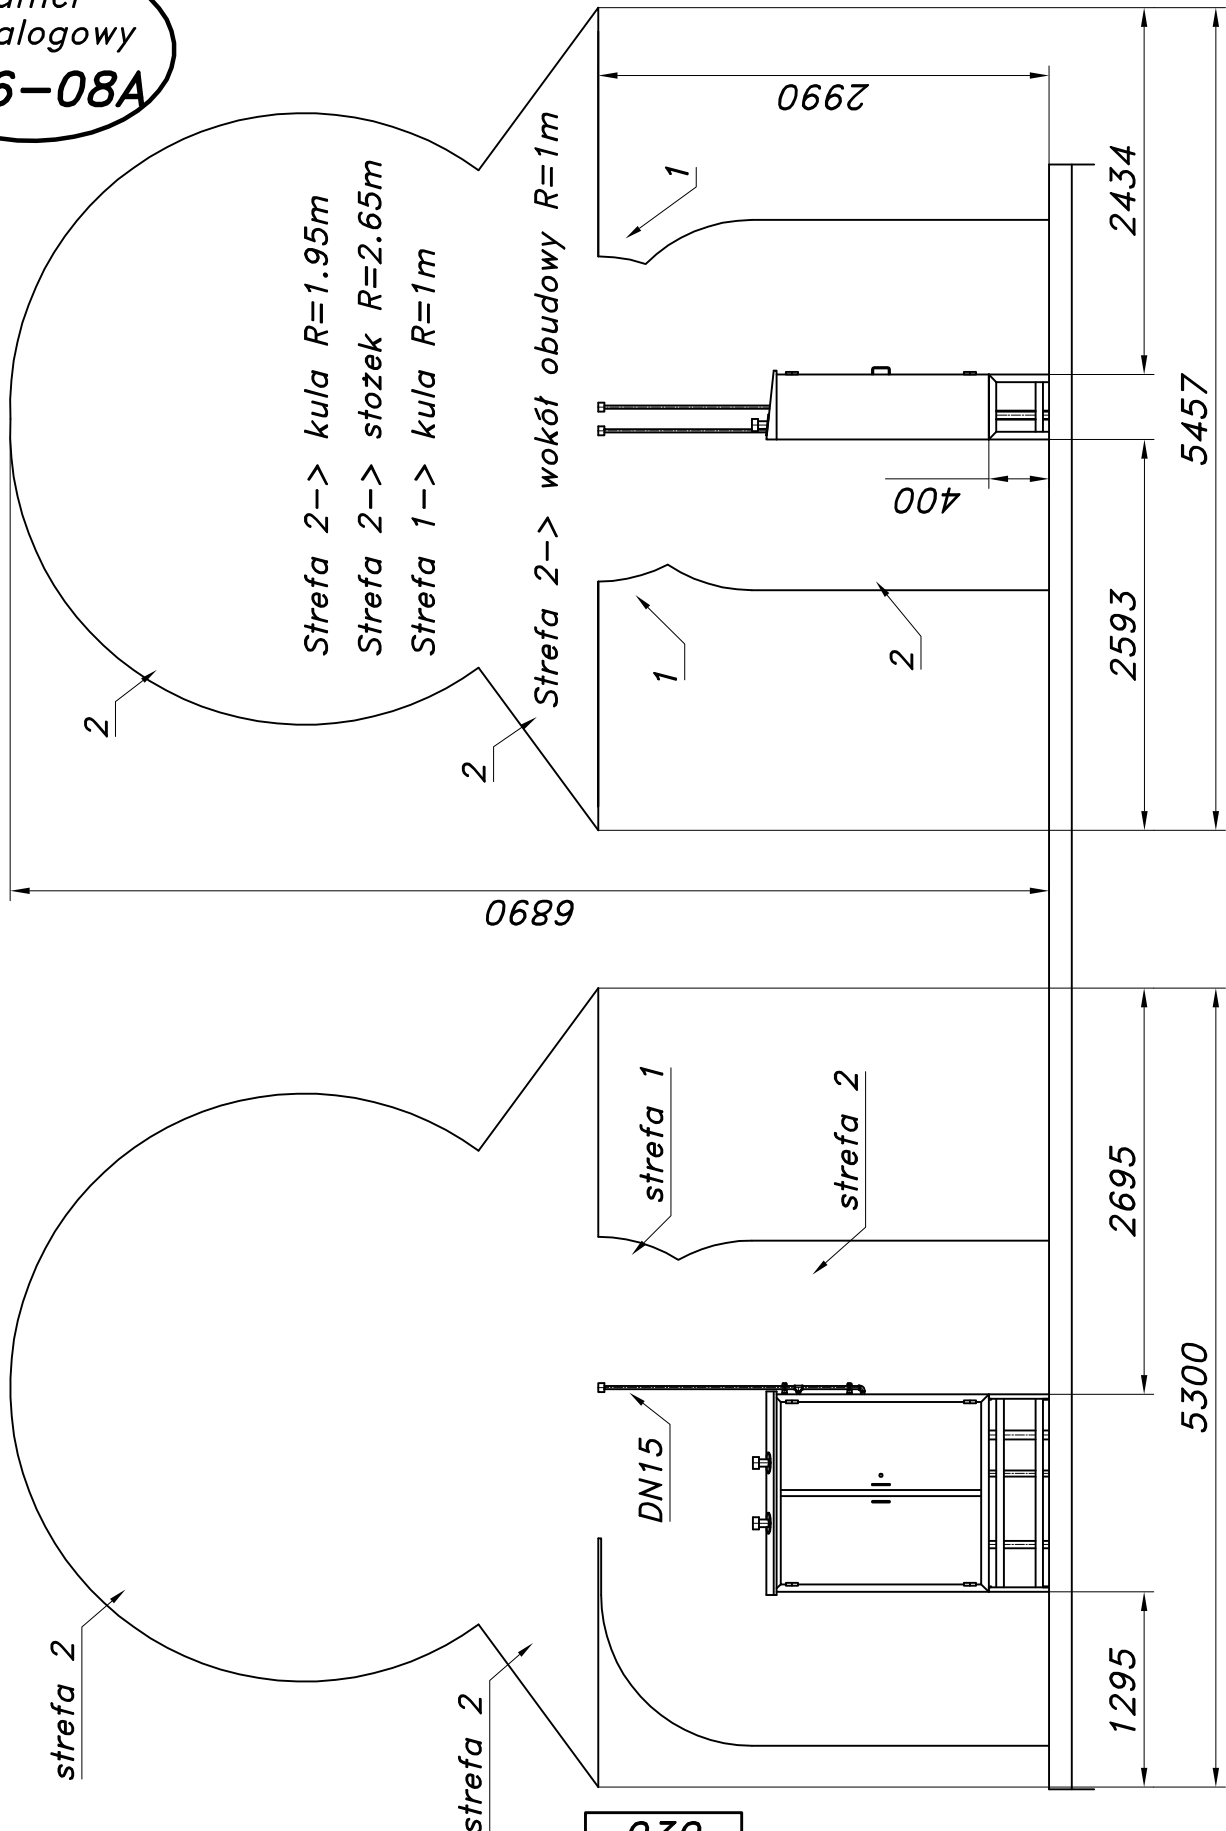 alogowy
6-08A
Strefa 2-> kula R=1.95m
Strefa 2-> stożek R=2.65m
Strefa 1-> kula R=1m
Strefa 2-> wokół obudowy R=1m
2
2
1
1
2
2990
400
2434
2593
5457
6890
strefa 2
strefa 2
strefa 1
strefa 2
DN15
2695
1295
5300